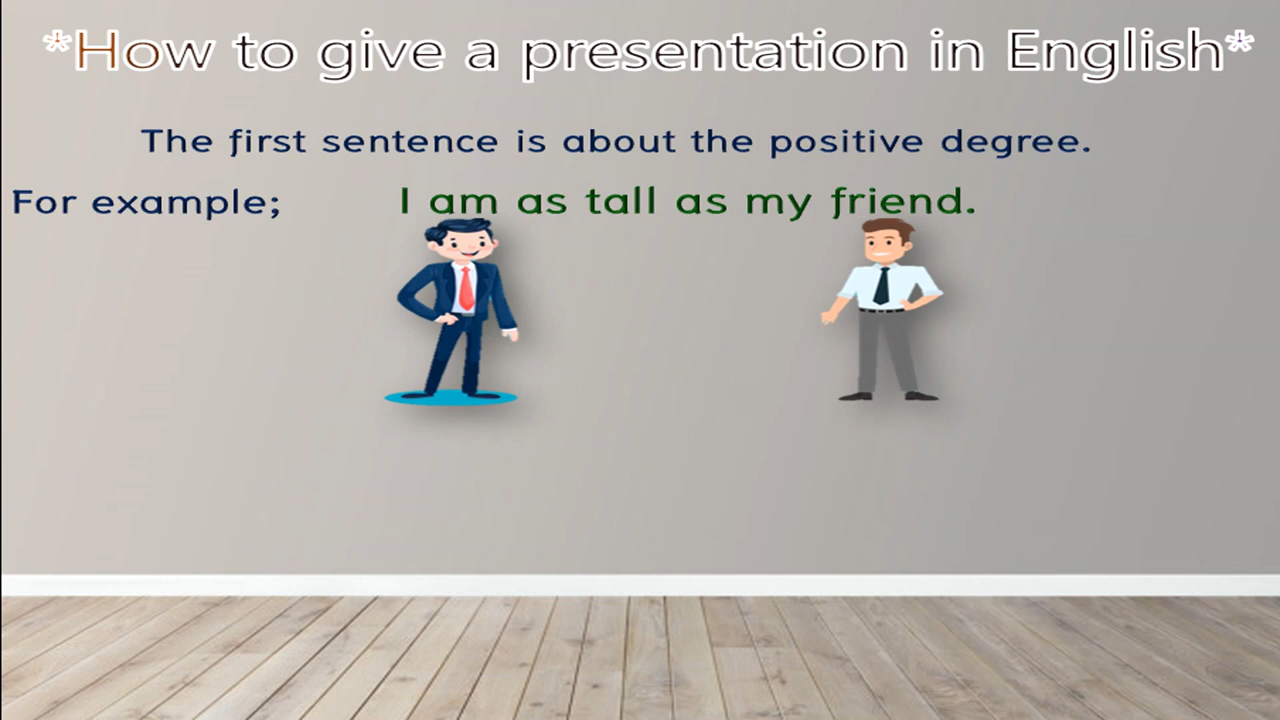 *How to give a presentation in English*
The first sentence is about the positive degree.
For example; I am as tall as my friend.